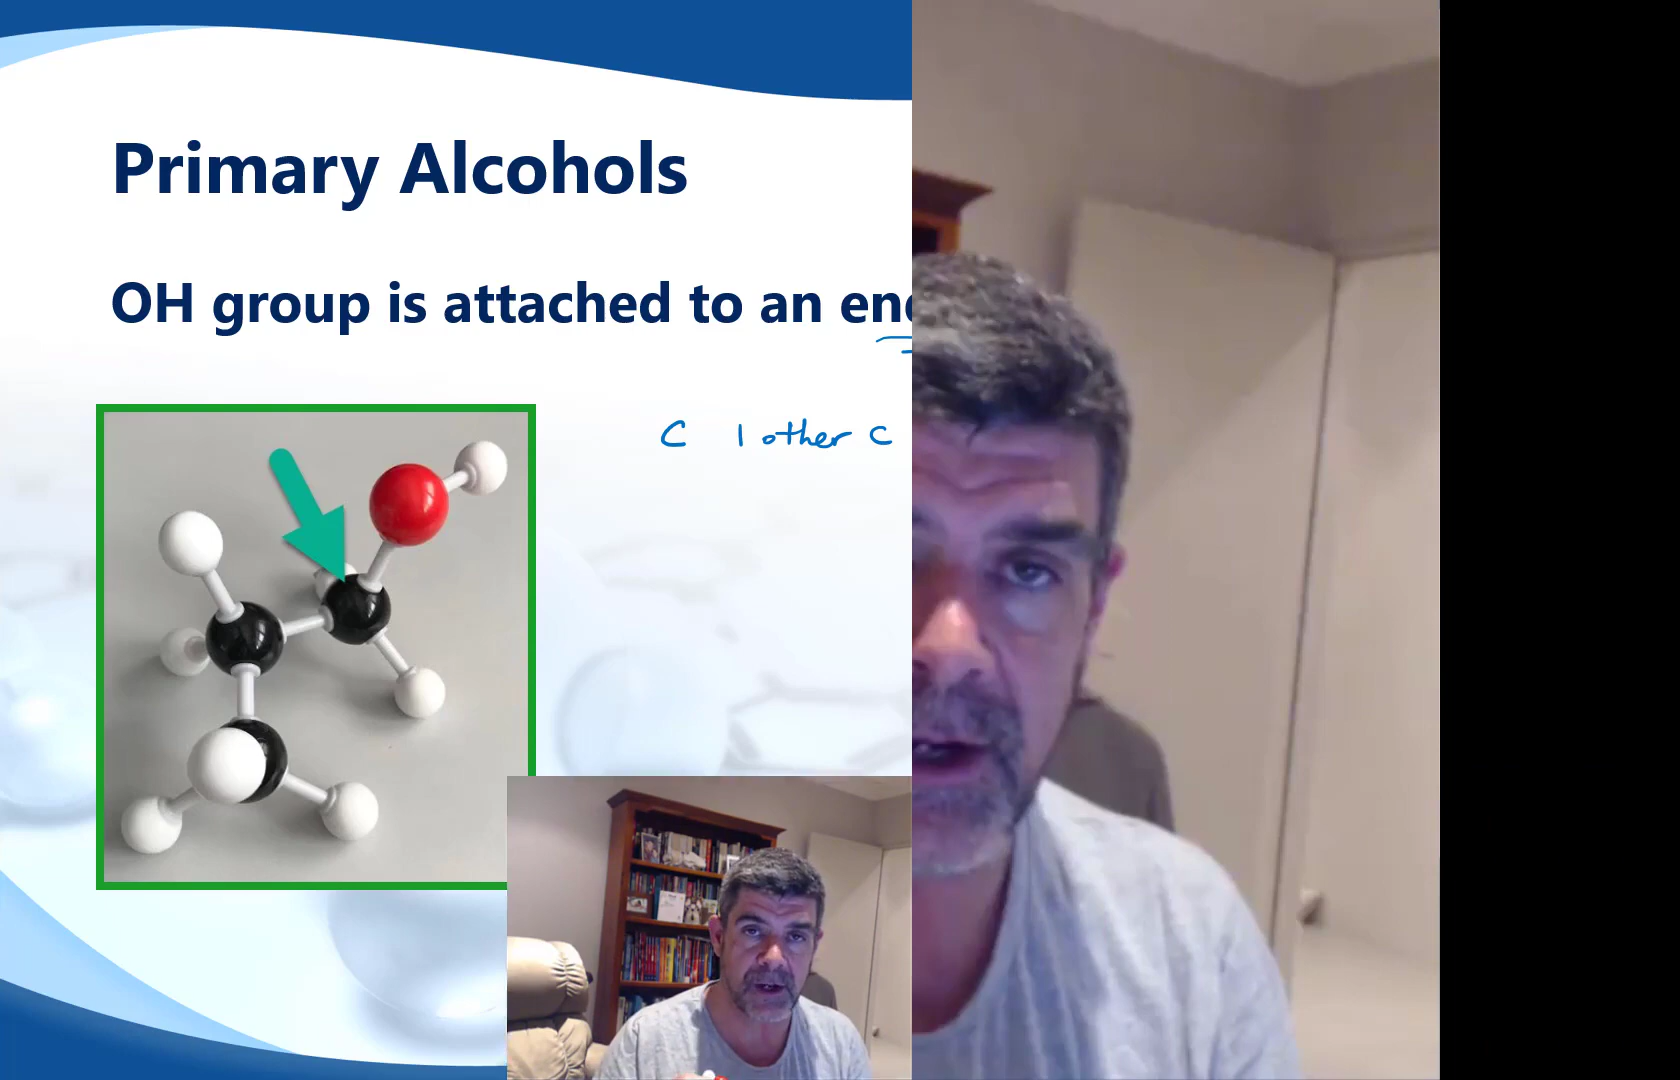 Primary Alcohols
OH group is attached to an en
C 1 other C